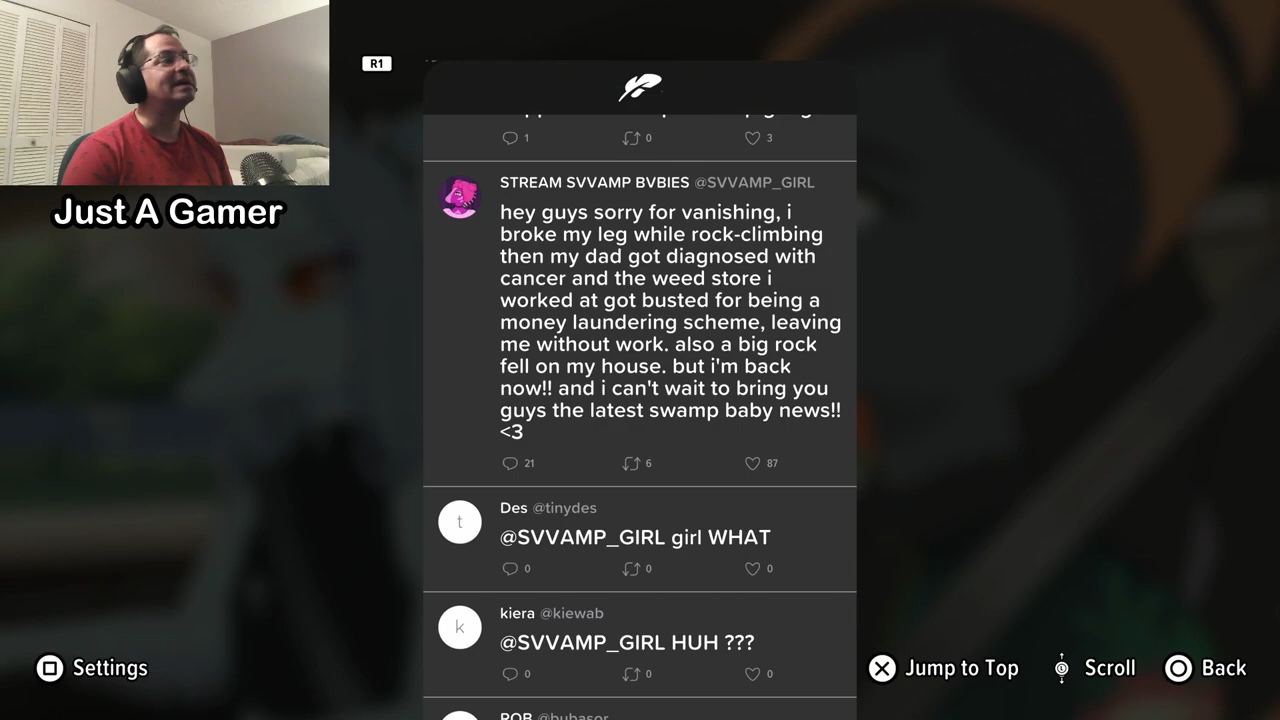 R1
1 0 3
STREAM SVVAMP BVBIES @SVVAMP_GIRL
hey guys sorry for vanishing, i
broke my leg while rock-climbing
then my dad got diagnosed with
cancer and the weed store i
worked at got busted for being a
money laundering scheme, leaving
me without work. also a big rock
fell on my house. but i'm back
now!! and i can't wait to bring you
guys the latest swamp baby news!!
<3
21 6 87
t
Des @tinydes
@SVVAMP_GIRL girl WHAT
0 0 0
k
kiera @kiewab
@SVVAMP_GIRL HUH ???
0 0 0
Just A Gamer
Settings
Jump to Top
Scroll
Back